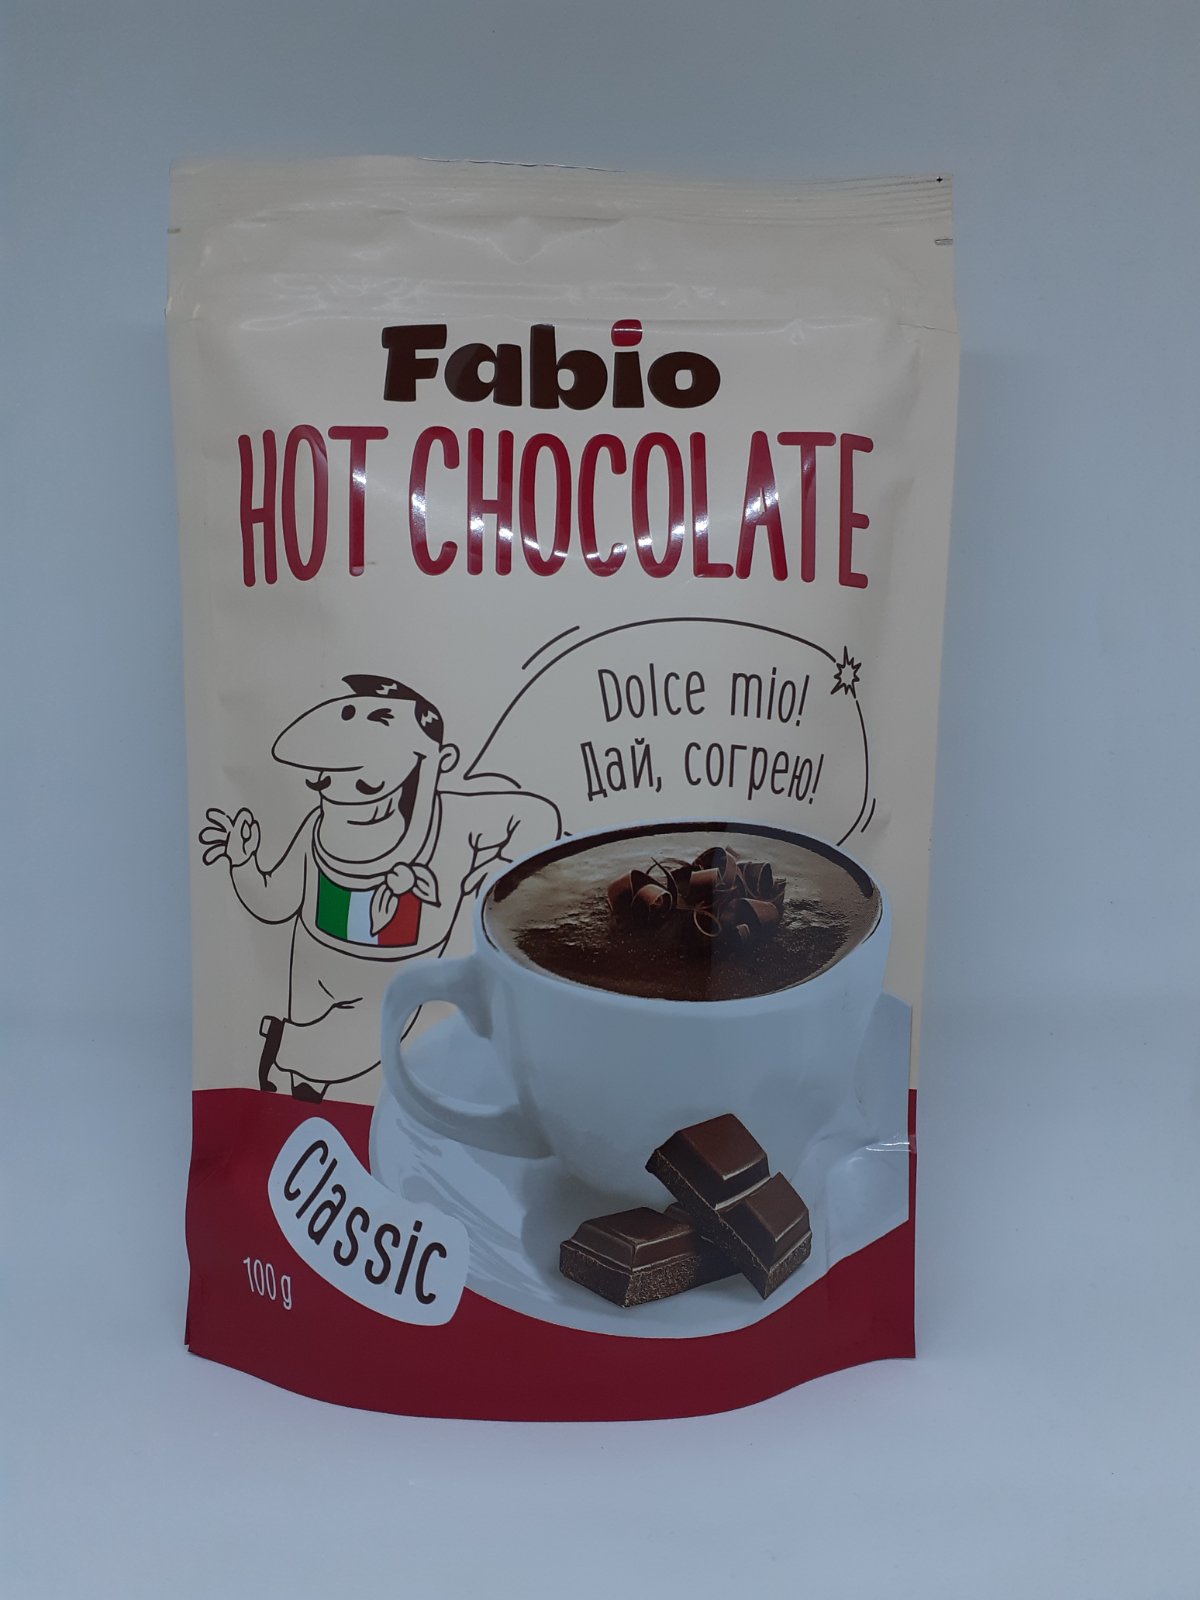 Fabio
HOT CHOCOLATE
Dolce mio!
Дай, согрею!
Classic
100 g